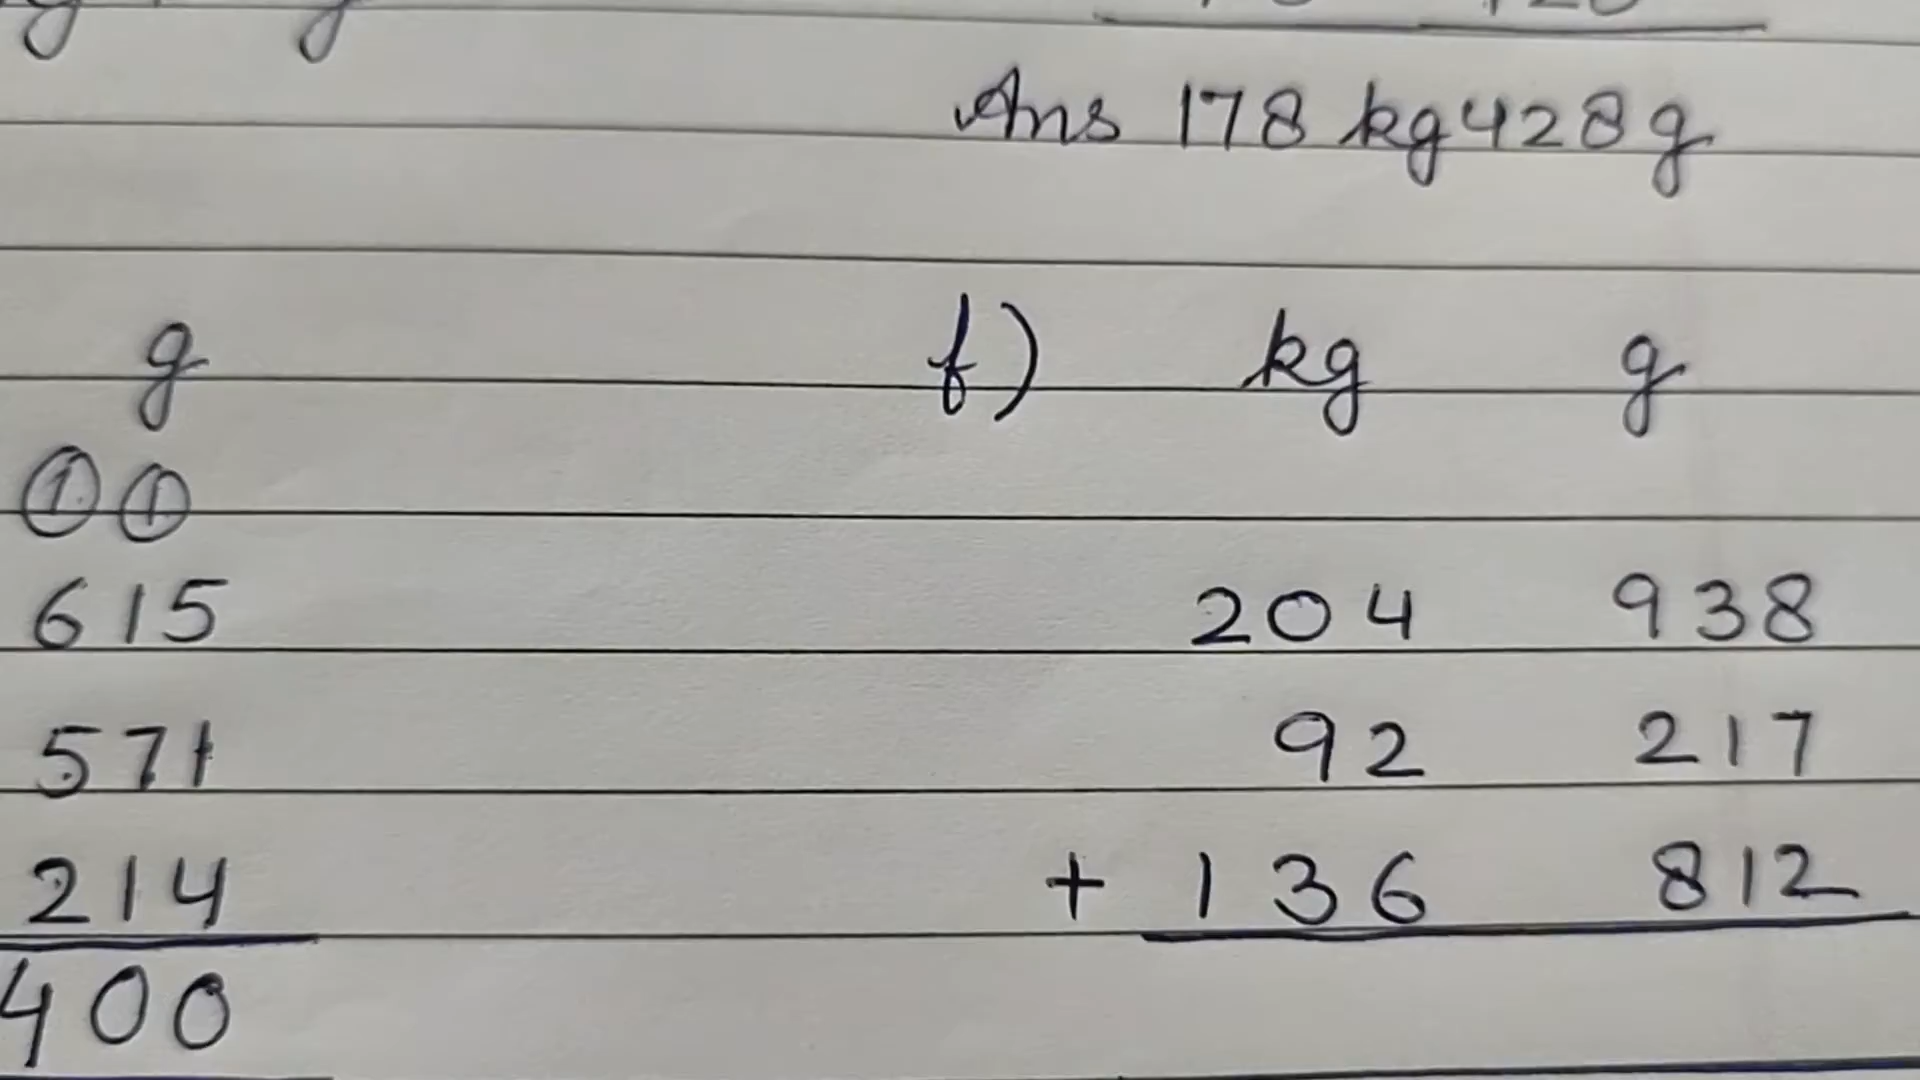 Ans 178 kg 428 g
g
① ①
615
571
214
400
f) kg g
204 938
92 217
+ 136 812